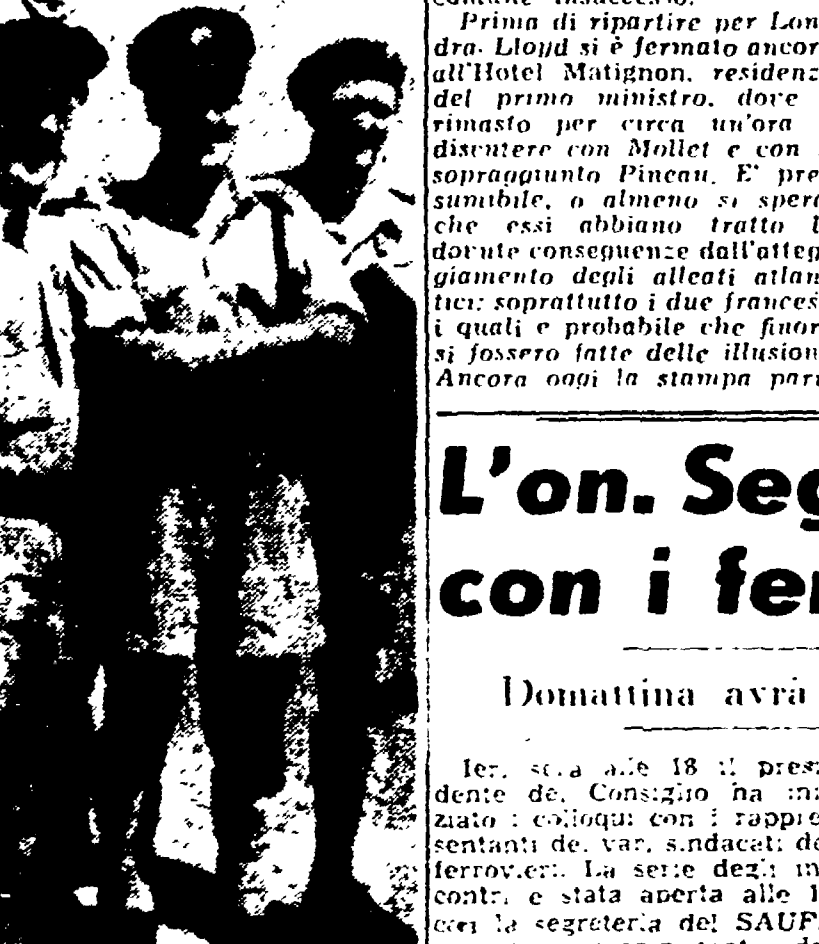 Prima di ripartire per Lon
dra. Lloyd si è fermato ancor
all'Hotel Matignon. residenz
del primo ministro. dove
rimasto per circa un'ora
discutere con Mollet e con
sopraggiunto Pineau. E' pre
sumibile, o almeno si spera
che essi abbiano tratto l
dovute conseguenze dall'atteg
giamento degli alleati atlan
tici: soprattutto i due frances
i quali e probabile che finor
si fossero fatte delle illusion
Ancora oggi la stampa pari
L'on. Seg
con i fer
Domattina avrà
Ieri sera alle 18 il presi
dente del Consiglio ha ini
ziato i colloqui con i rappre
sentanti dei vari sindacati de
ferrovieri. La serie degli in
contri e stata aperta alle 1
con la segreteria del SAUF